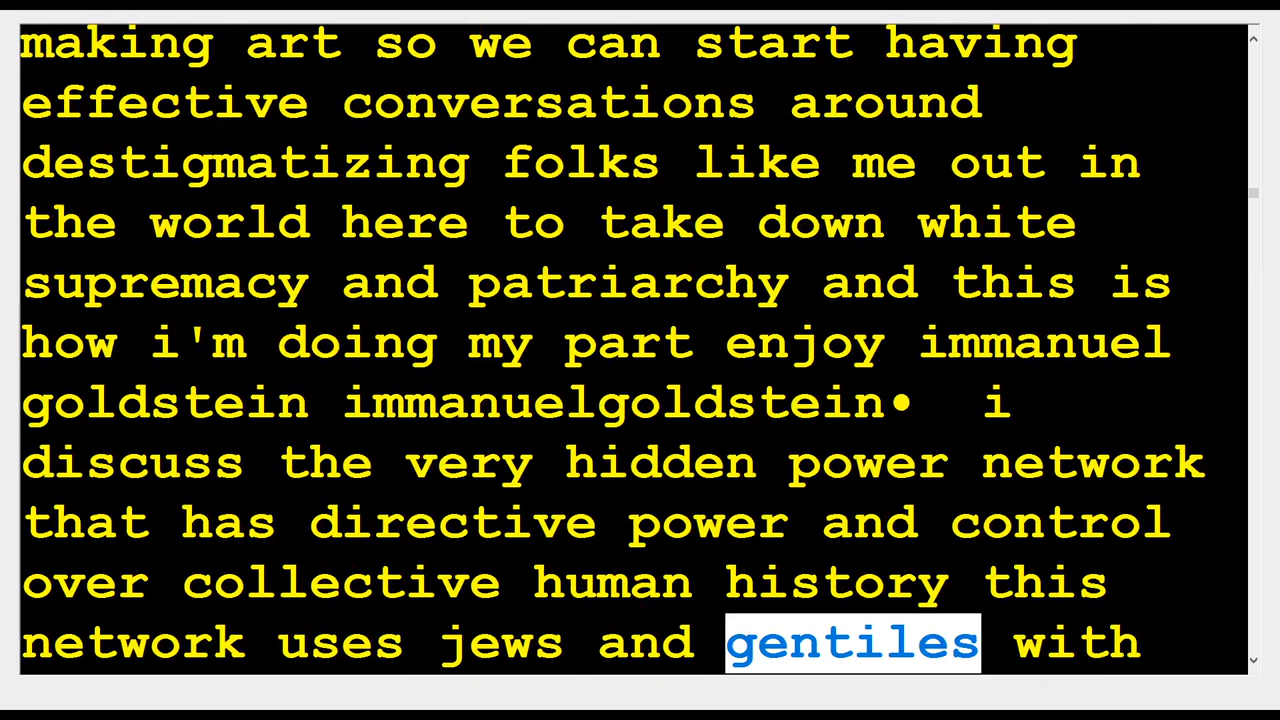 making art so we can start having
effective conversations around
destigmatizing folks like me out in
the world here to take down white
supremacy and patriarchy and this is
how i'm doing my part enjoy immanuel
goldstein immanuelgoldstein•  i
discuss the very hidden power network
that has directive power and control
over collective human history this
network uses jews and gentiles with